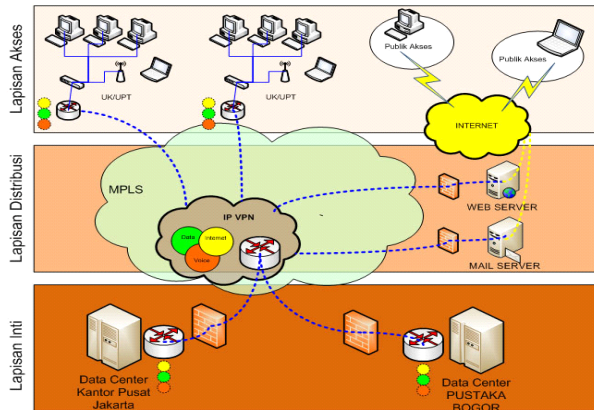 Lapisan Akses
UK/UPT
UK/UPT
Publik Akses
Publik Akses
INTERNET
Lapisan Distribusi
MPLS
IP VPN
Data
Internet
Voice
WEB SERVER
MAIL SERVER
Lapisan Inti
Data Center
Kantor Pusat
Jakarta
Data Center
PUSTAKA
BOGOR